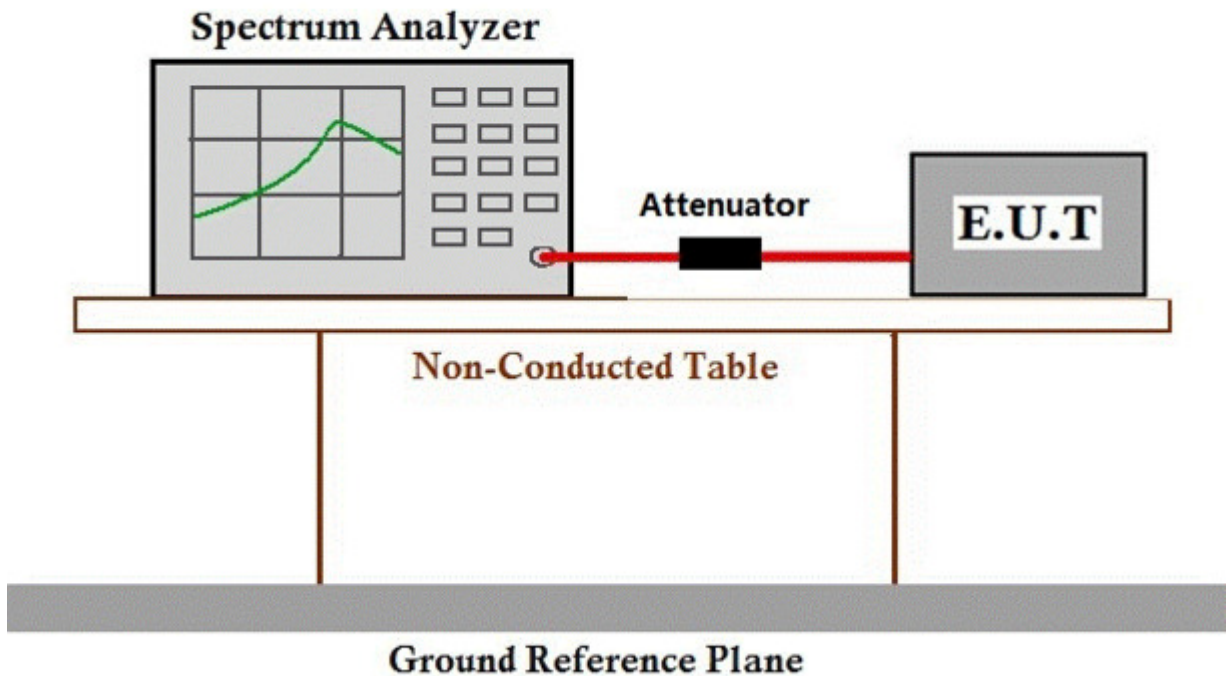 Spectrum Analyzer
Attenuator
E.U.T
Non-Conducted Table
Ground Reference Plane